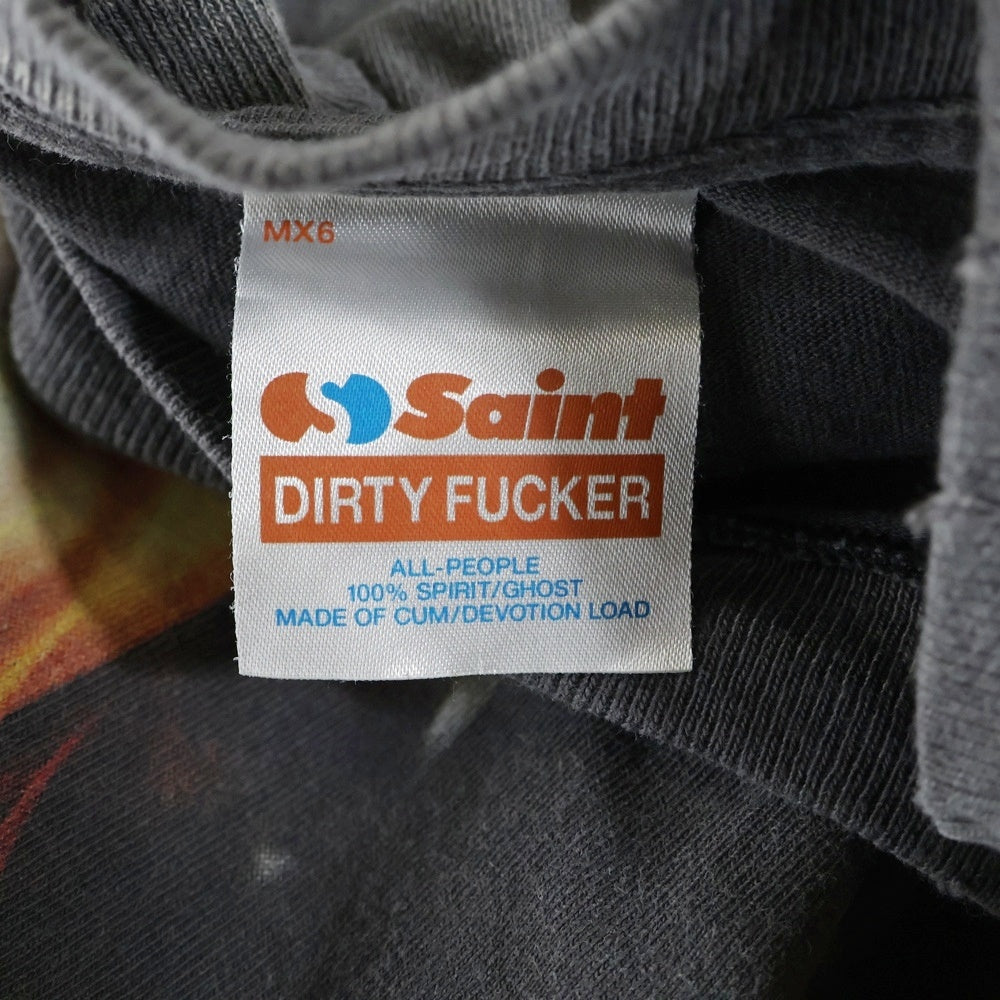 MX6
Saint
DIRTY FUCKER
ALL-PEOPLE
100% SPIRIT/GHOST
MADE OF CUM/DEVOTION LOAD